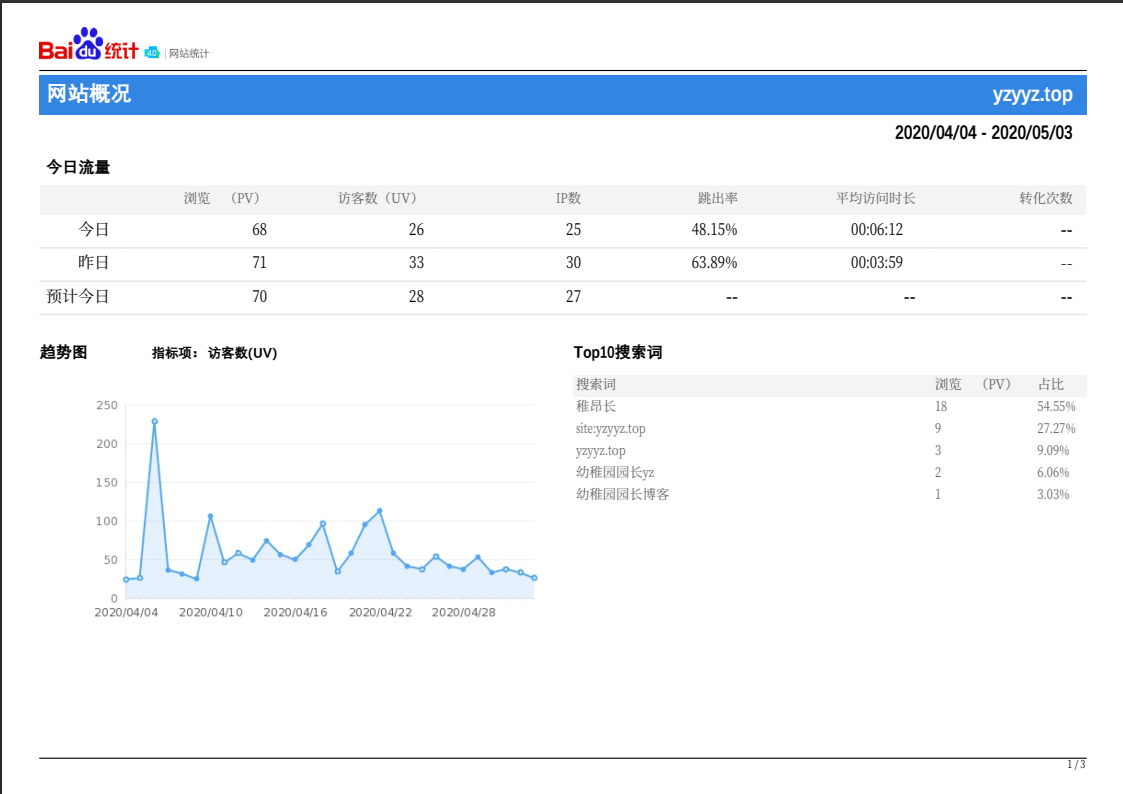 Bai du 统计 | 网站统计
网站概况 yzyyz.top
2020/04/04 - 2020/05/03
今日流量
浏览 （PV） 访客数（UV） IP数 跳出率 平均访问时长 转化次数
今日 68 26 25 48.15% 00:06:12 --
昨日 71 33 30 63.89% 00:03:59 --
预计今日 70 28 27 -- -- --
趋势图 指标项：访客数(UV)
250
200
150
100
50
0
2020/04/04 2020/04/10 2020/04/16 2020/04/22 2020/04/28
Top10搜索词
搜索词 浏览 （PV） 占比
稚昂长 18 54.55%
site:yzyyz.top 9 27.27%
yzyyz.top 3 9.09%
幼稚园园长yz 2 6.06%
幼稚园园长博客 1 3.03%
1 / 3